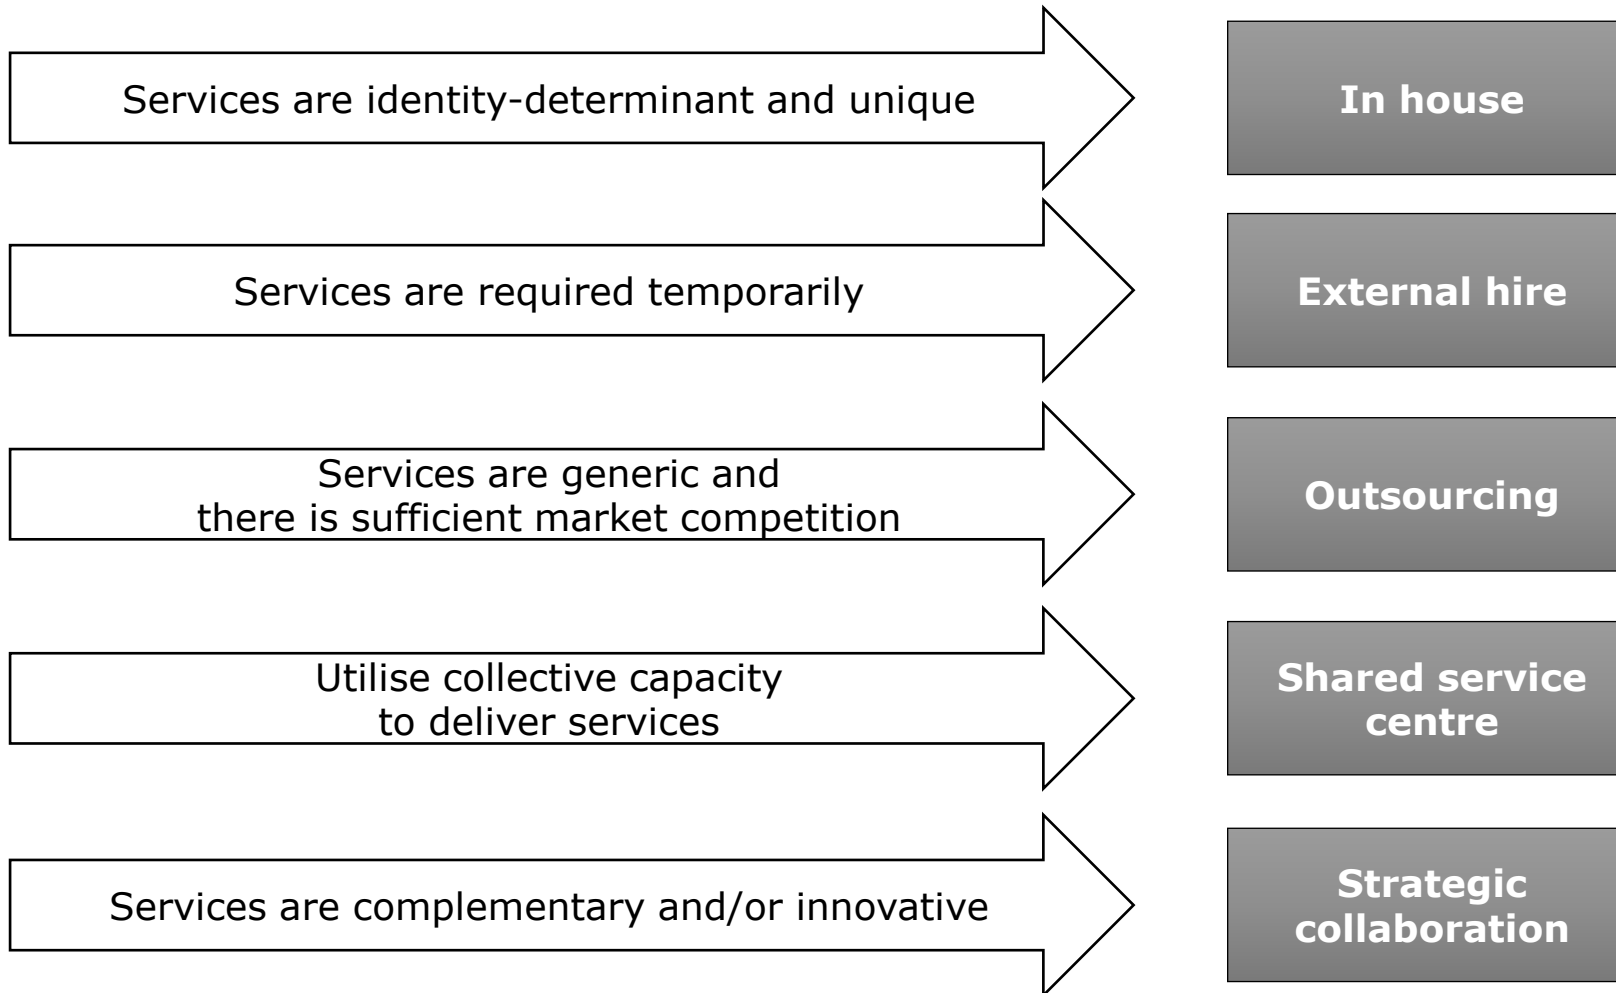 Services are identity-determinant and unique
In house
Services are required temporarily
External hire
Services are generic and
there is sufficient market competition
Outsourcing
Utilise collective capacity
to deliver services
Shared service
centre
Services are complementary and/or innovative
Strategic
collaboration